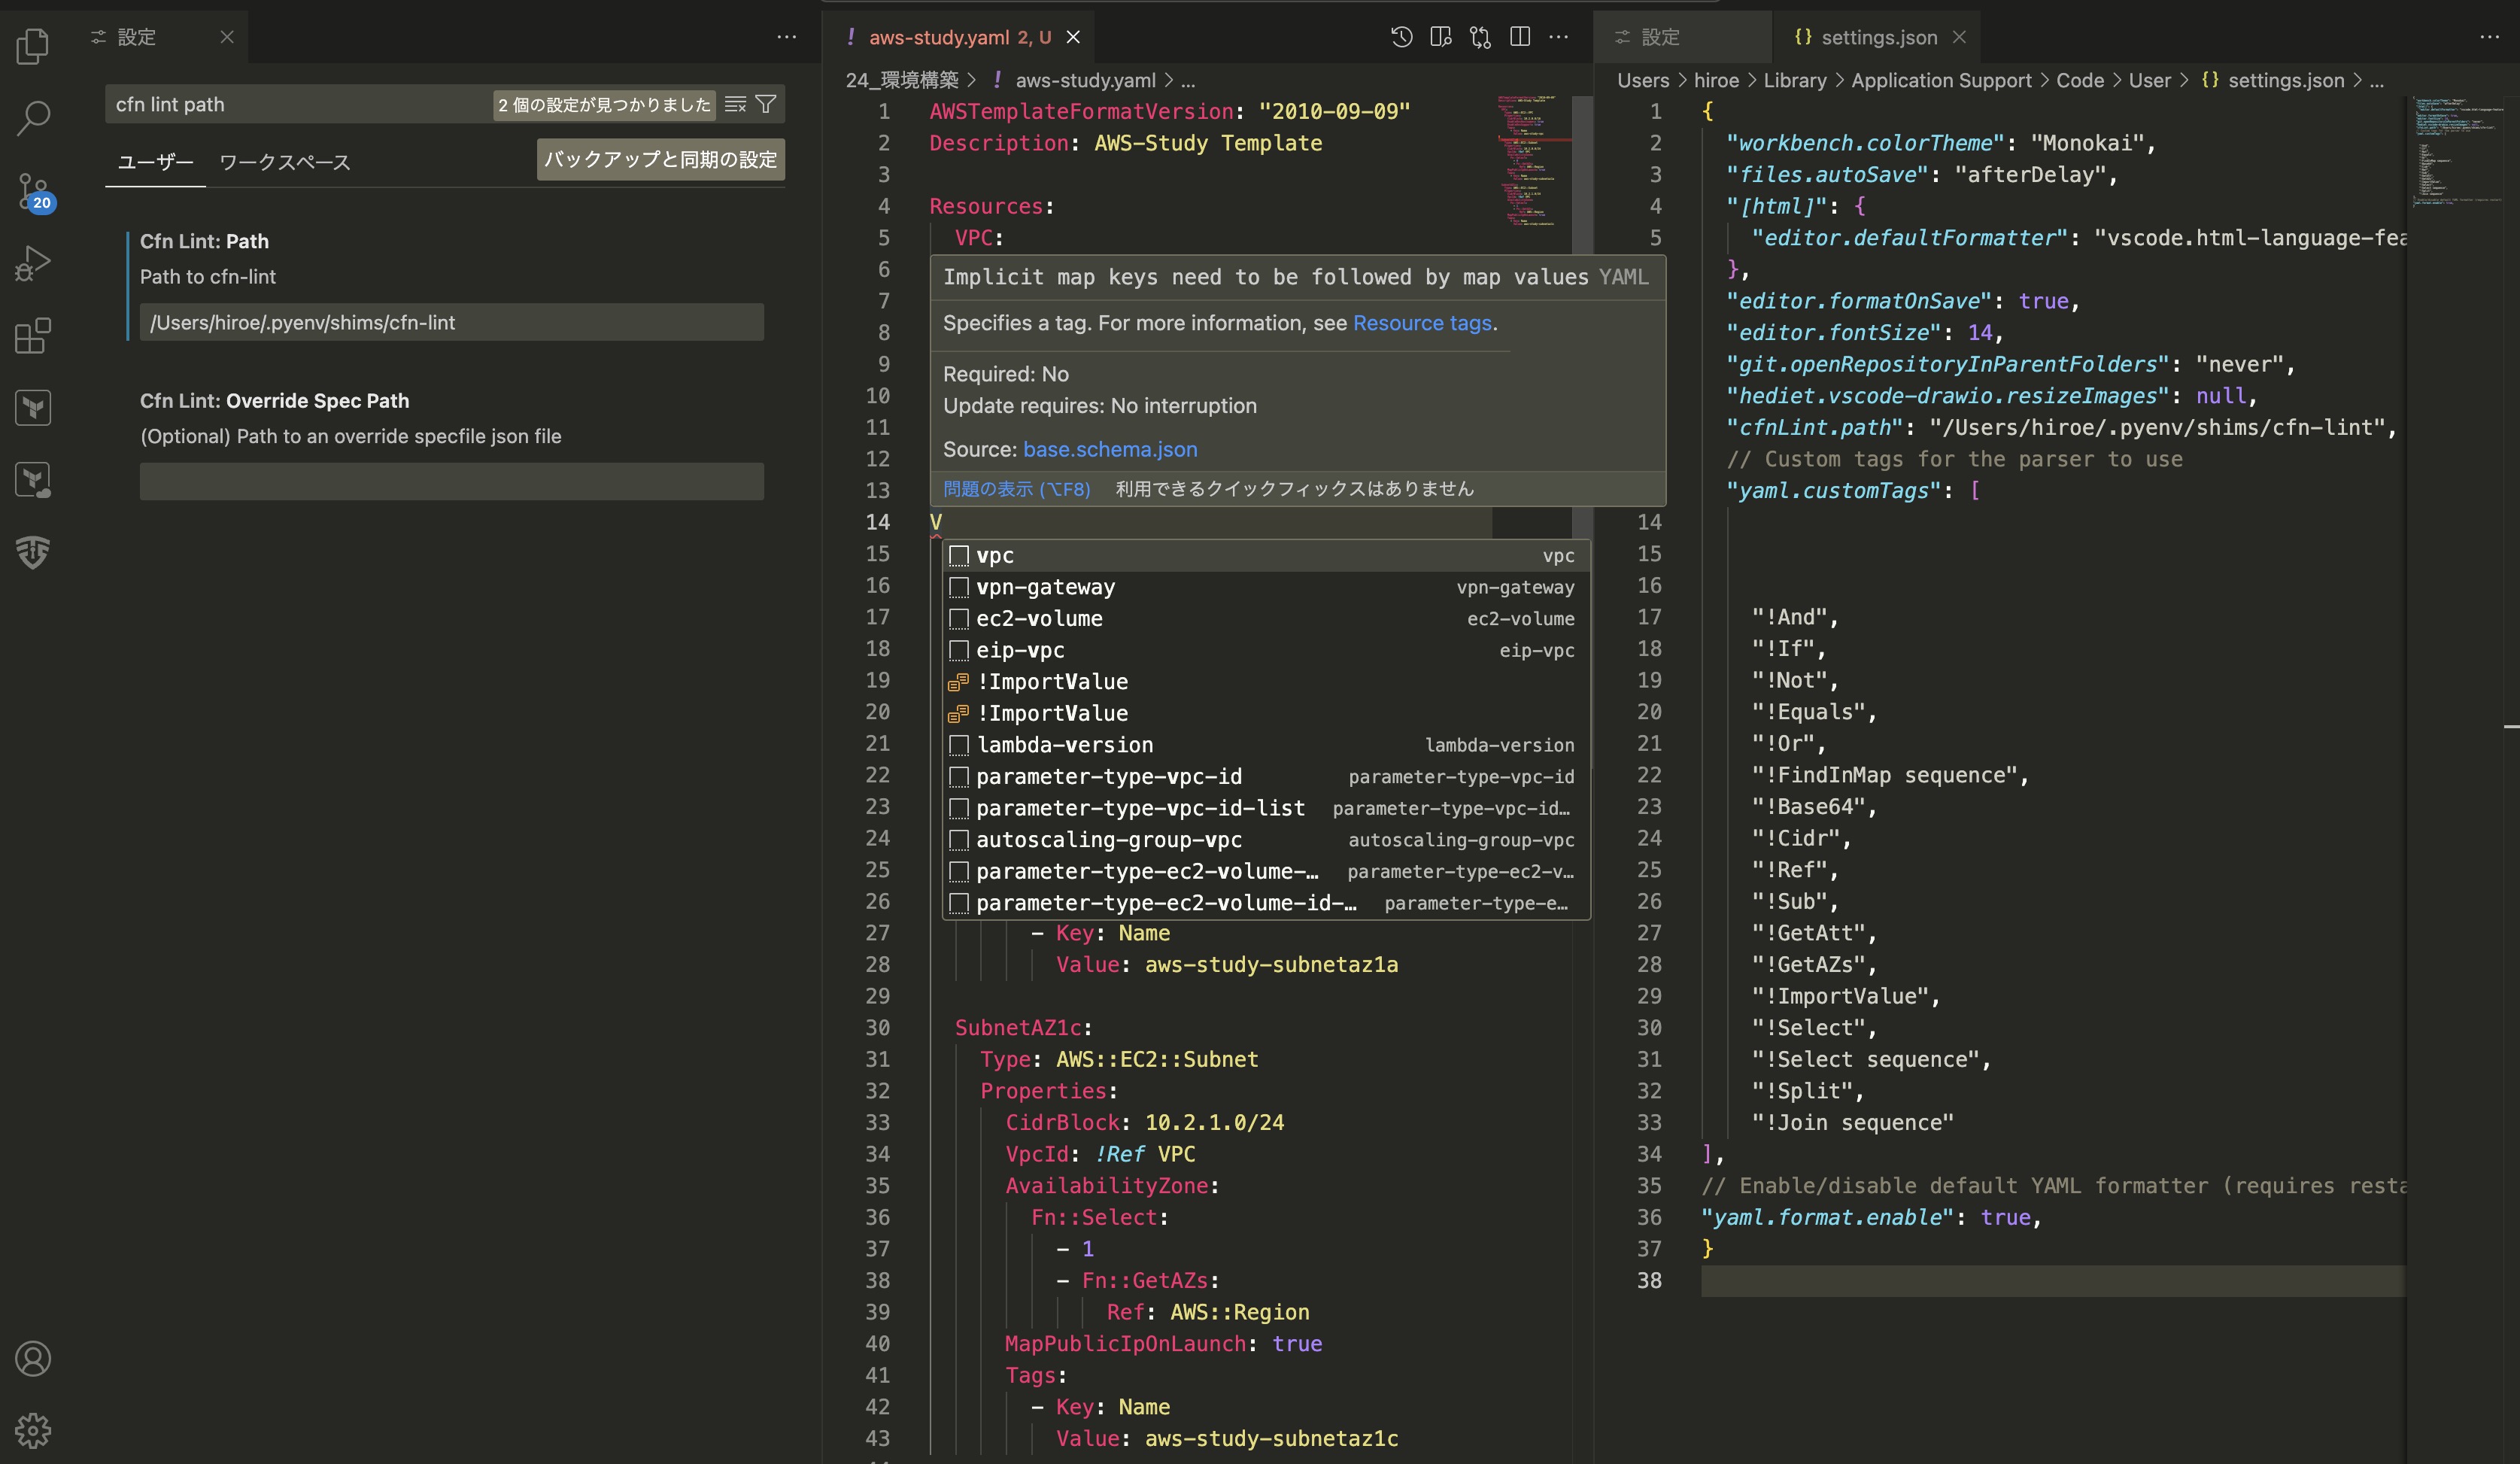 設定
cfn lint path
2 個の設定が見つかりました
ユーザー
ワークスペース
バックアップと同期の設定
20
Cfn Lint: Path
Path to cfn-lint
/Users/hiroe/.pyenv/shims/cfn-lint
Cfn Lint: Override Spec Path
(Optional) Path to an override specfile json file
! aws-study.yaml 2, U
24_環境構築 > ! aws-study.yaml > ...
1 AWSTemplateFormatVersion: "2010-09-09"
2 Description: AWS-Study Template
3
4 Resources:
5 VPC:
6
7
8
9
10
11
12
13
Implicit map keys need to be followed by map values YAML
Specifies a tag. For more information, see Resource tags.
Required: No
Update requires: No interruption
Source: base.schema.json
問題の表示 (⌥F8) 利用できるクイックフィックスはありません
14 V
15
16
17
18
19
20
21
22
23
24
25
26
vpc vpc
vpn-gateway vpn-gateway
ec2-volume ec2-volume
eip-vpc eip-vpc
!ImportValue
!ImportValue
lambda-version lambda-version
parameter-type-vpc-id parameter-type-vpc-id
parameter-type-vpc-id-list parameter-type-vpc-id…
autoscaling-group-vpc autoscaling-group-vpc
parameter-type-ec2-volume-… parameter-type-ec2-v…
parameter-type-ec2-volume-id-… parameter-type-e…
27 - Key: Name
28 Value: aws-study-subnetaz1a
29
30 SubnetAZ1c:
31 Type: AWS::EC2::Subnet
32 Properties:
33 CidrBlock: 10.2.1.0/24
34 VpcId: !Ref VPC
35 AvailabilityZone:
36 Fn::Select:
37 - 1
38 - Fn::GetAZs:
39 Ref: AWS::Region
40 MapPublicIpOnLaunch: true
41 Tags:
42 - Key: Name
43 Value: aws-study-subnetaz1c
設定
{} settings.json
Users > hiroe > Library > Application Support > Code > User > {} settings.json > ...
1 {
2 "workbench.colorTheme": "Monokai",
3 "files.autoSave": "afterDelay",
4 "[html]": {
5 "editor.defaultFormatter": "vscode.html-language-fea
},
"editor.formatOnSave": true,
"editor.fontSize": 14,
"git.openRepositoryInParentFolders": "never",
"hediet.vscode-drawio.resizeImages": null,
"cfnLint.path": "/Users/hiroe/.pyenv/shims/cfn-lint",
// Custom tags for the parser to use
"yaml.customTags": [
14
15
16
17 "!And",
18 "!If",
19 "!Not",
20 "!Equals",
21 "!Or",
22 "!FindInMap sequence",
23 "!Base64",
24 "!Cidr",
25 "!Ref",
26 "!Sub",
27 "!GetAtt",
28 "!GetAZs",
29 "!ImportValue",
30 "!Select",
31 "!Select sequence",
32 "!Split",
33 "!Join sequence"
34 ],
35 // Enable/disable default YAML formatter (requires resta
36 "yaml.format.enable": true,
37 }
38